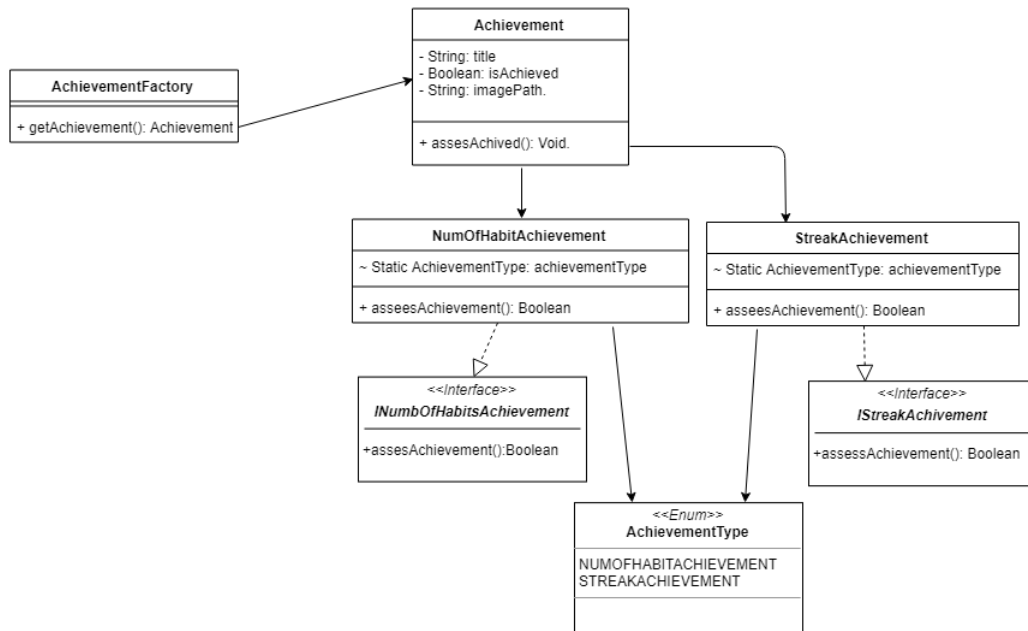 Achievement
- String: title
- Boolean: isAchieved
- String: imagePath.
+ assesAchived(): Void.
AchievementFactory
+ getAchievement(): Achievement
NumOfHabitAchievement
~ Static AchievementType: achievementType
+ asseesAchievement(): Boolean
StreakAchievement
~ Static AchievementType: achievementType
+ asseesAchievement(): Boolean
<<Interface>>
INumbOfHabitsAchievement
+assesAchievement():Boolean
<<Interface>>
IStreakAchivement
+assessAchievement(): Boolean
<<Enum>>
AchievementType
NUMOFHABITACHIEVEMENT
STREAKACHIEVEMENT